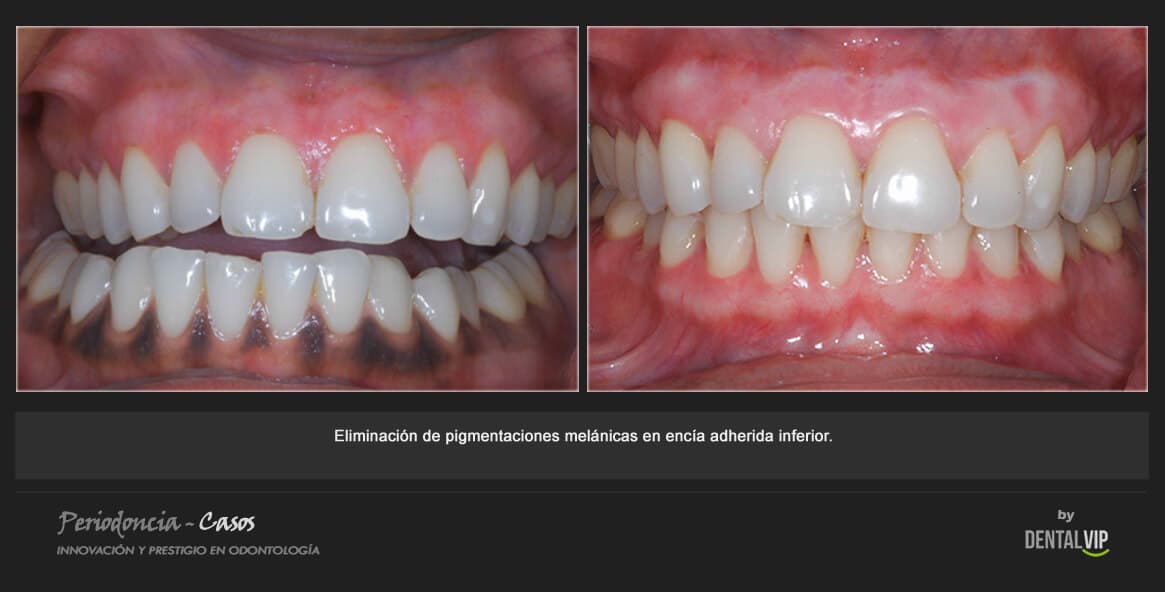 Eliminación de pigmentaciones melánicas en encía adherida inferior.
Periodoncia - Casos
INNOVACIÓN Y PRESTIGIO EN ODONTOLOGÍA
by
DENTALVIP